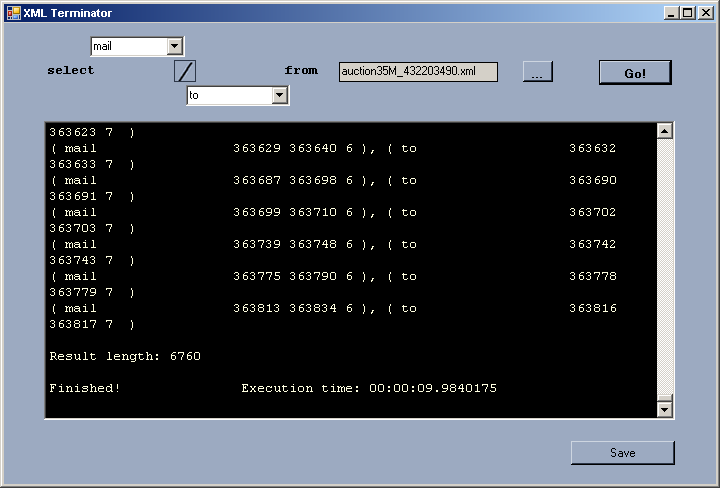 XML Terminator
mail
select / from auction35M_432203490.xml ... Go!
to
363623 7 )
( mail 363629 363640 6 ), ( to 363632
363633 7 )
( mail 363687 363698 6 ), ( to 363690
363691 7 )
( mail 363699 363710 6 ), ( to 363702
363703 7 )
( mail 363739 363748 6 ), ( to 363742
363743 7 )
( mail 363775 363790 6 ), ( to 363778
363779 7 )
( mail 363813 363834 6 ), ( to 363816
363817 7 )
Result length: 6760
Finished! Execution time: 00:00:09.9840175
Save